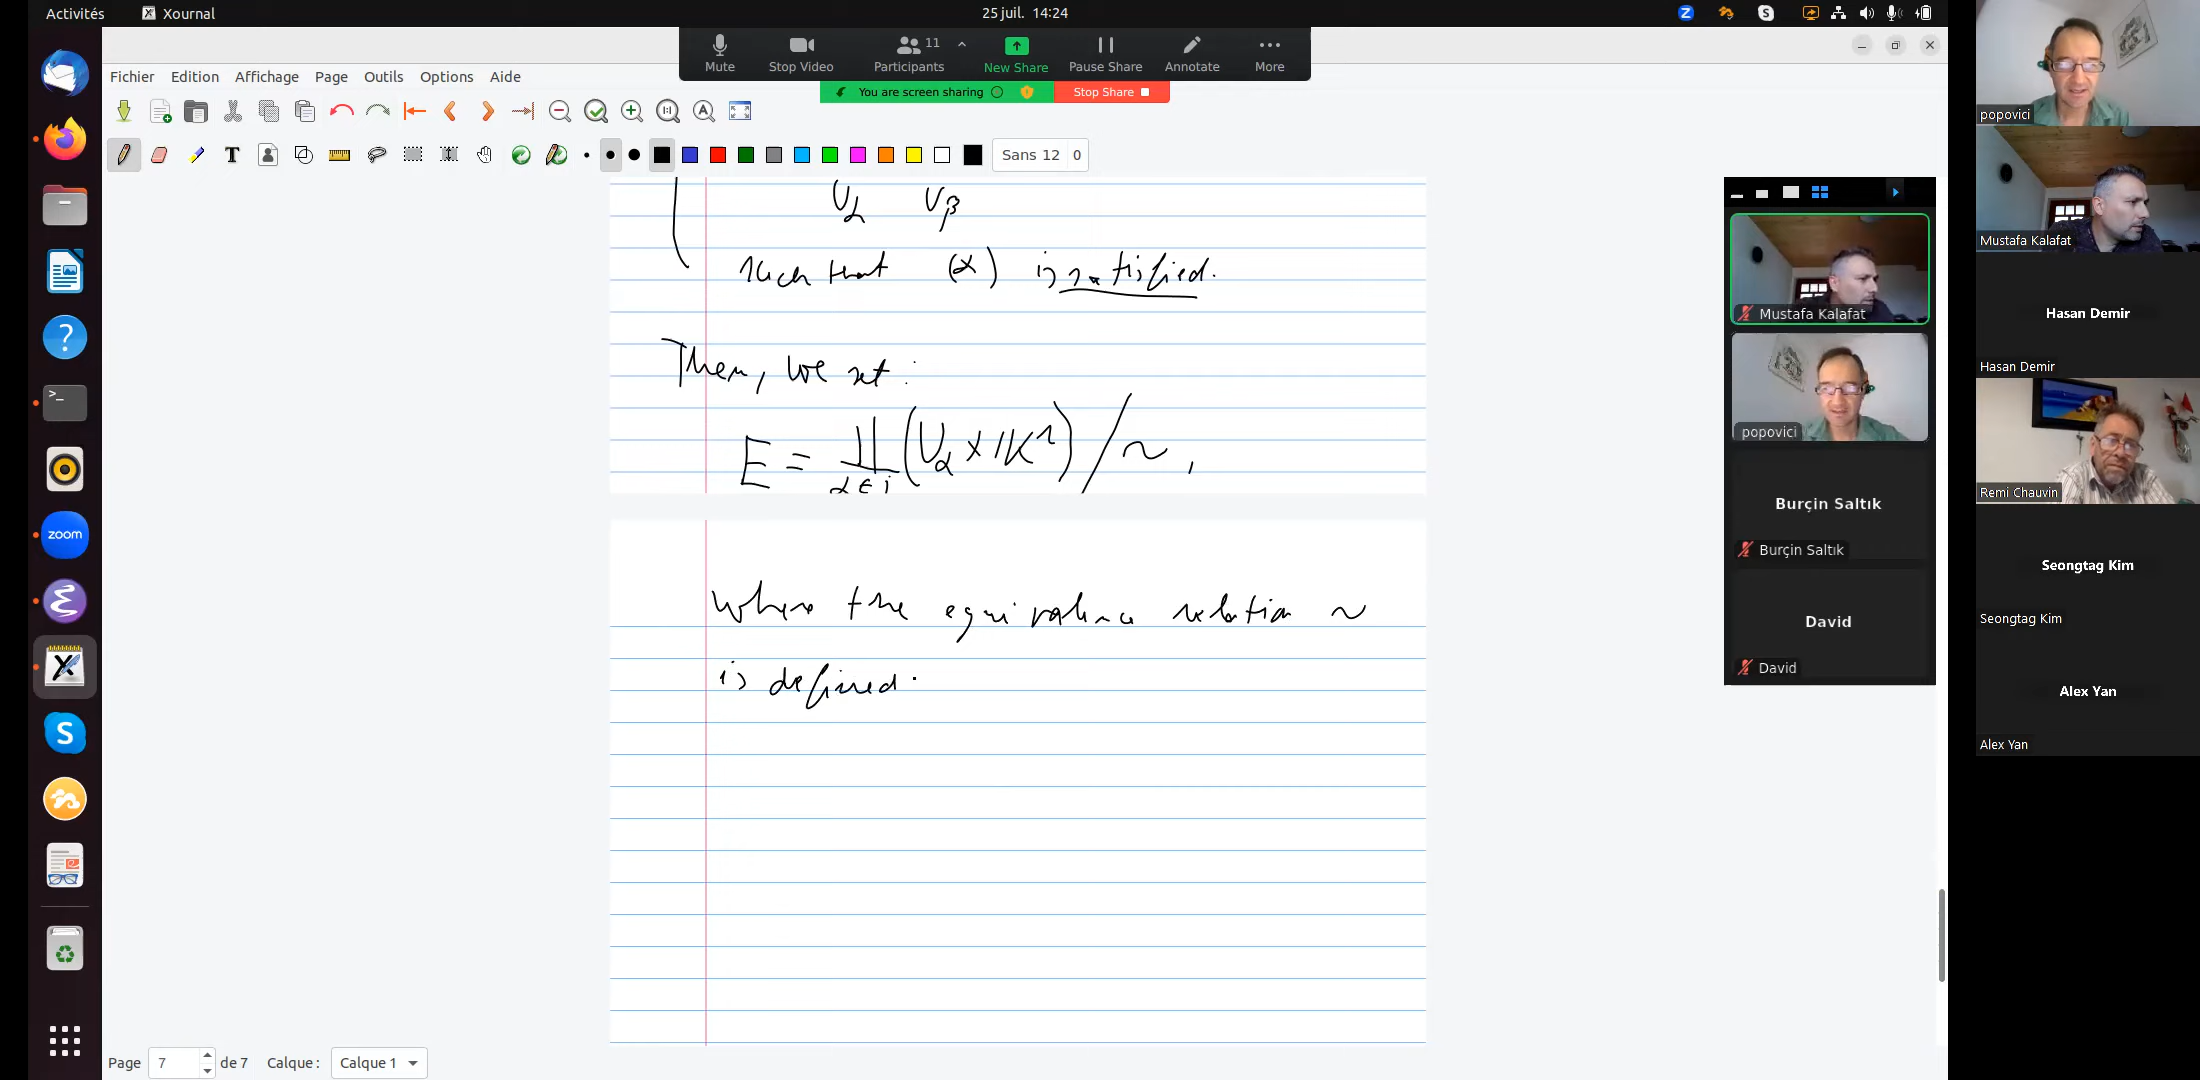 Activités
Xournal
25 juil. 14:24
Mute
Stop Video
Participants
11
New Share
Pause Share
Annotate
More
You are screen sharing
Stop Share
Fichier
Edition
Affichage
Page
Outils
Options
Aide
Sans 12
0
U_α U_β
such that (*) is satisfied.
Then, we set:
E = ∐_{α∈I} (U_α × K^r) / ~ ,
where the equivalence relation ~
is defined.
Page
7
de 7
Calque :
Calque 1
zoom
Mustafa Kalafat
popovici
Burçin Saltık
Burçin Saltık
David
David
popovici
Mustafa Kalafat
Hasan Demir
Hasan Demir
Remi Chauvin
Seongtag Kim
Seongtag Kim
Alex Yan
Alex Yan